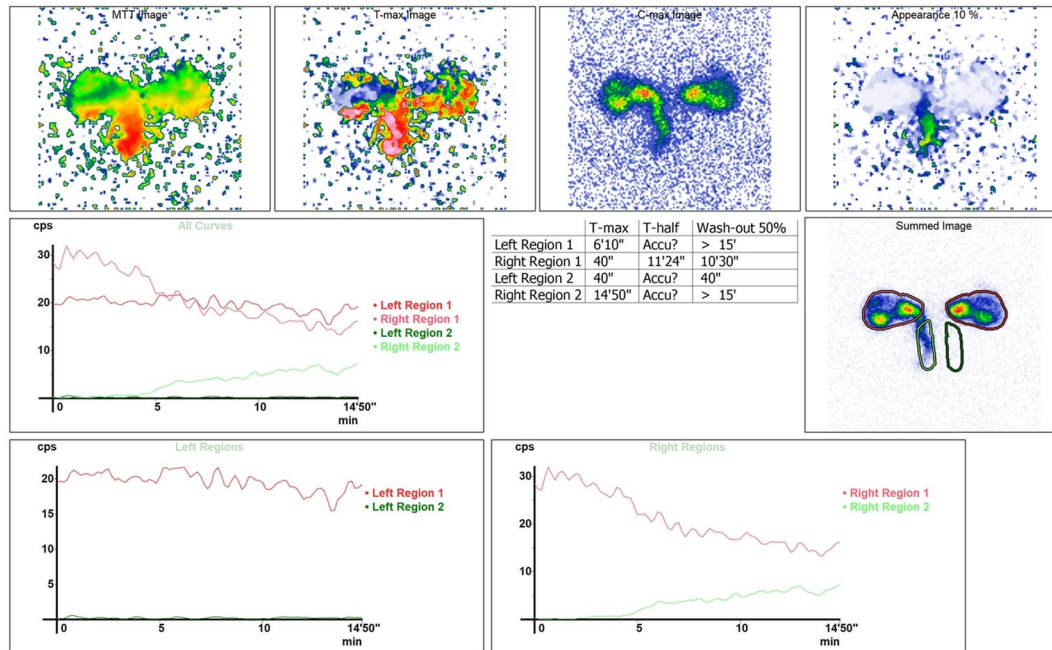 MTT Image
T-max Image
C-max Image
Appearance 10 %
cps
All Curves
30
20
10
Left Region 1
Right Region 1
Left Region 2
Right Region 2
0 5 10 14'50"
min
T-max T-half Wash-out 50%
Left Region 1 6'10" Accu? > 15'
Right Region 1 40" 11'24" 10'30"
Left Region 2 40" Accu? 40"
Right Region 2 14'50" Accu? > 15'
Summed Image
cps
Left Regions
20
15
10
5
Left Region 1
Left Region 2
0 5 10 14'50"
min
cps
Right Regions
30
20
10
Right Region 1
Right Region 2
0 5 10 14'50"
min